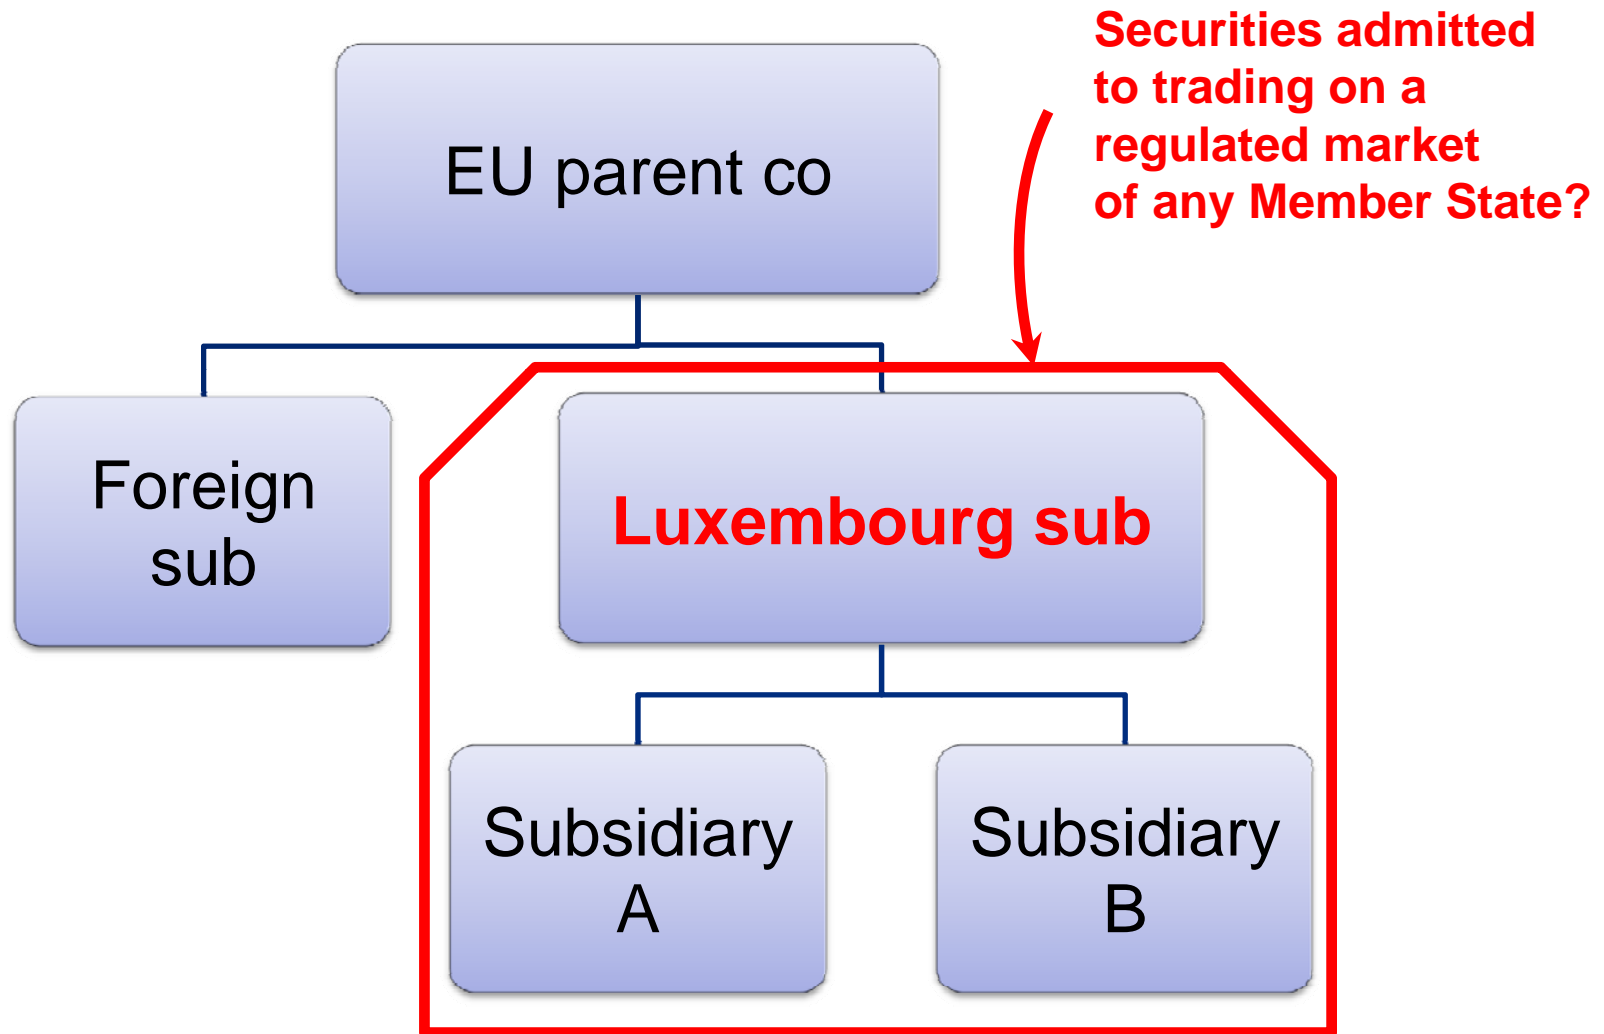 Securities admitted
to trading on a
regulated market
of any Member State?
EU parent co
Foreign
sub
Luxembourg sub
Subsidiary
A
Subsidiary
B